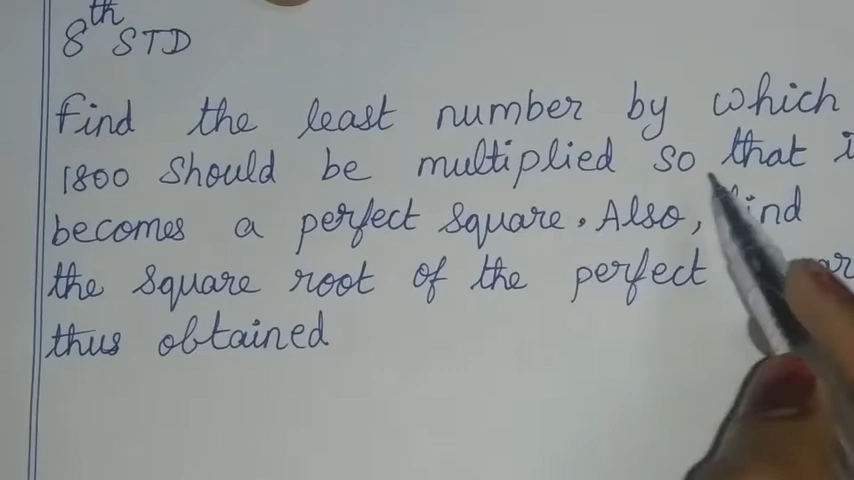 8th STD
Find the least number by which
1800 should be multiplied so that i
becomes a perfect square. Also, find
the square root of the perfect
thus obtained